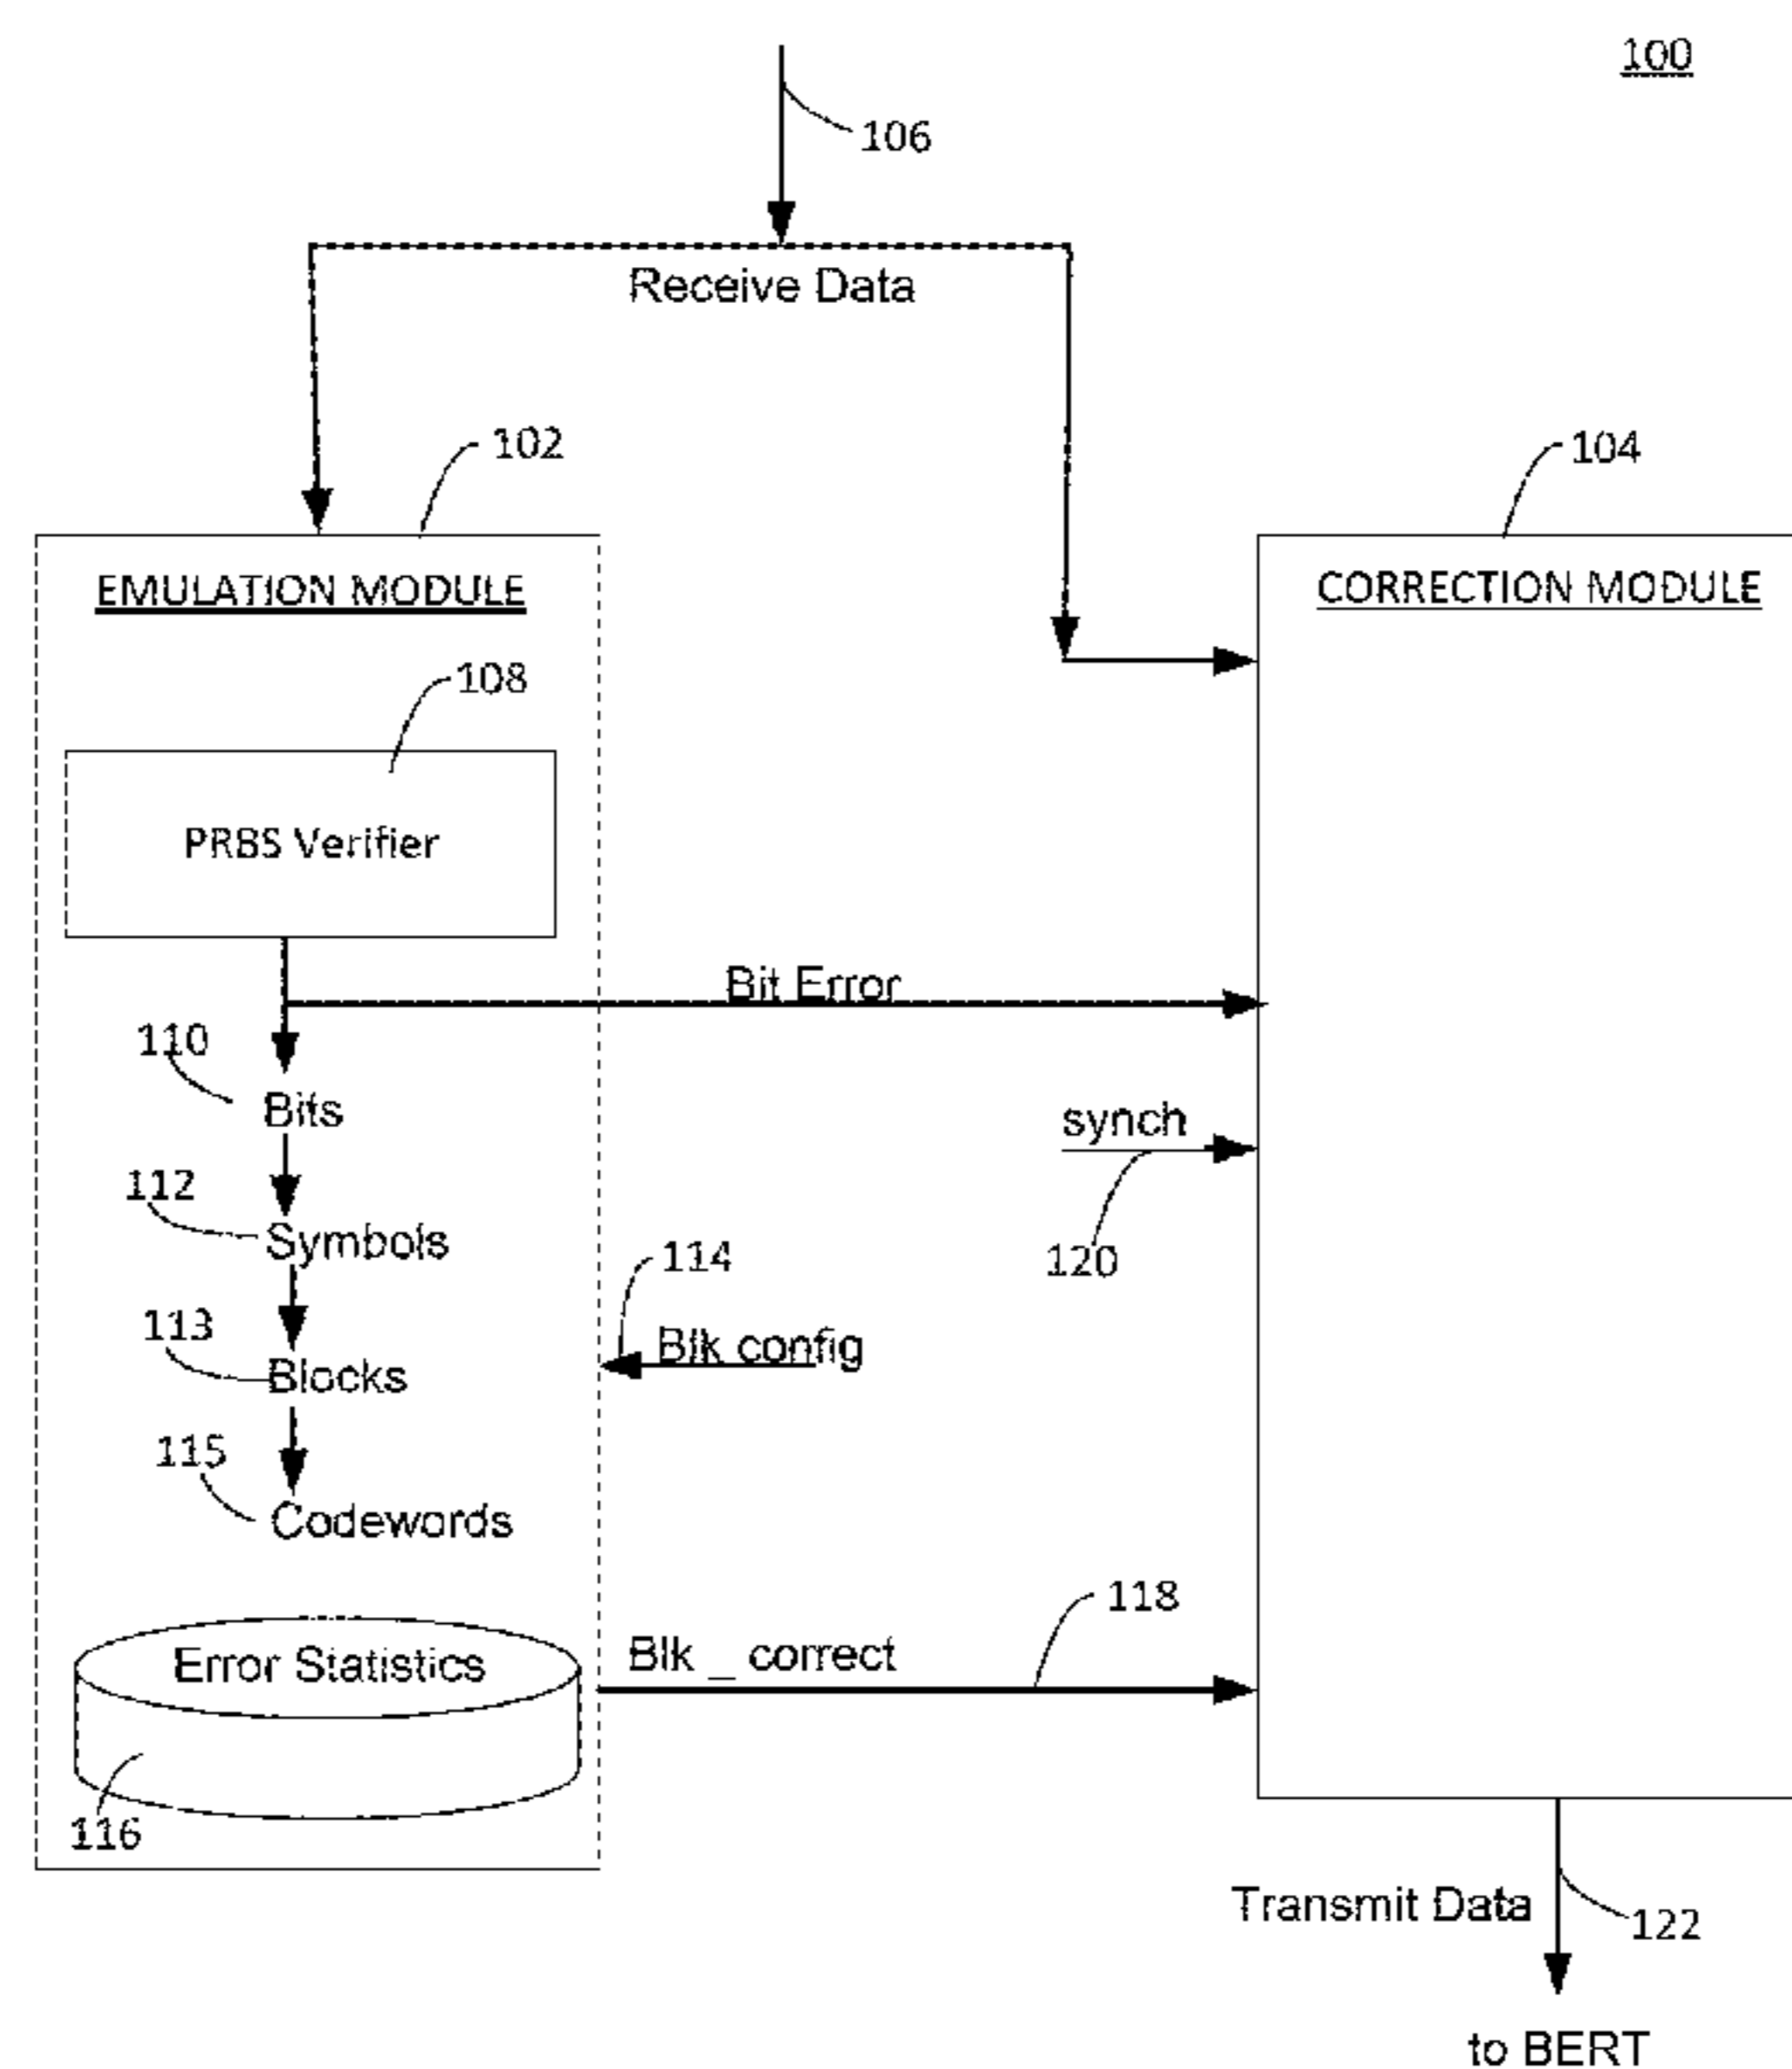 100
106
Receive Data
102
104
EMULATION MODULE
CORRECTION MODULE
108
PRBS Verifier
Bit Error
110
Bits
synch
112
Symbols
114
120
113
Blk config
Blocks
115
Codewords
118
Error Statistics
Blk _ correct
116
Transmit Data
122
to BERT